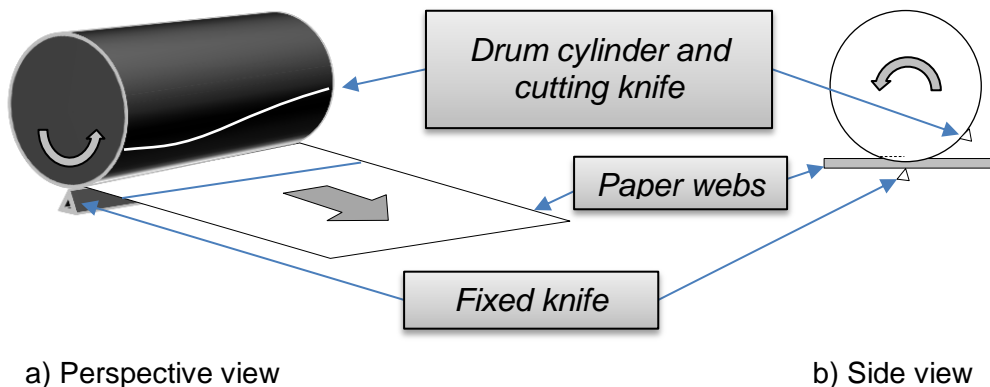 Drum cylinder and
cutting knife
Paper webs
Fixed knife
a) Perspective view
b) Side view